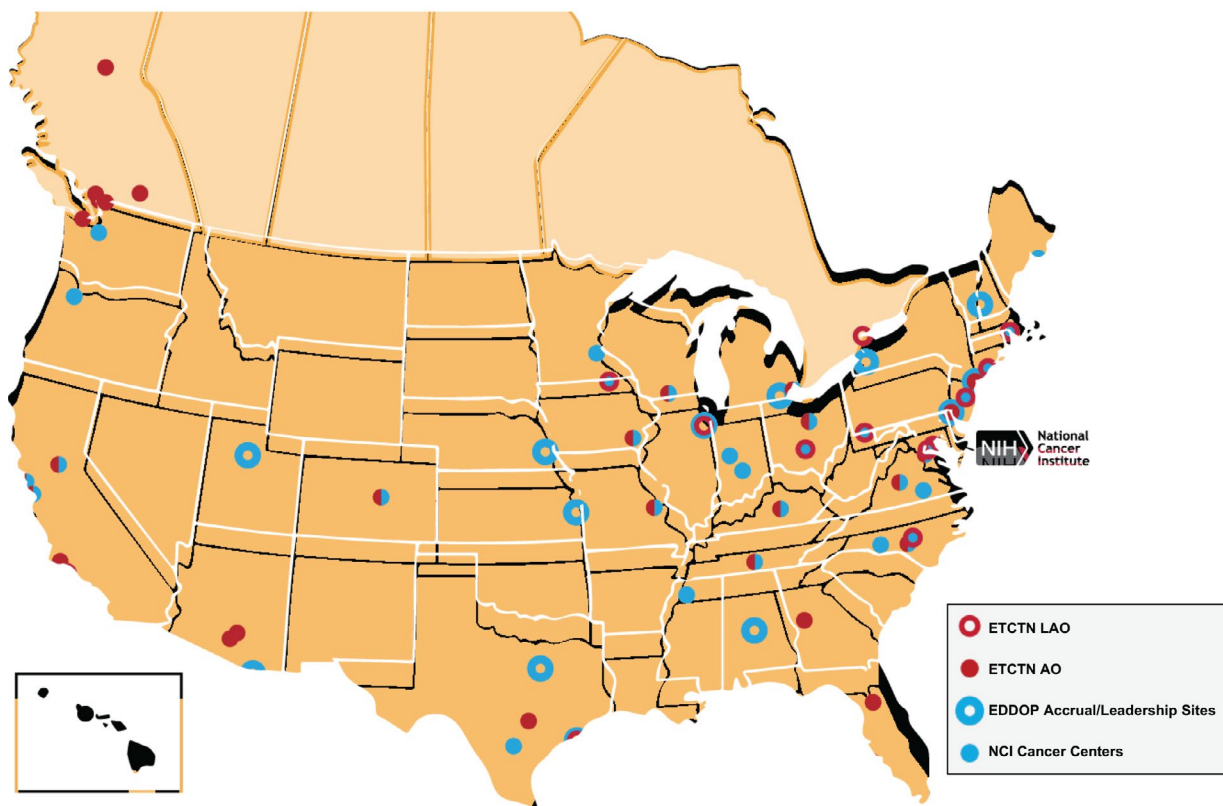 NIH
National
Cancer
Institute
ETCTN LAO
ETCTN AO
EDDOP Accrual/Leadership Sites
NCI Cancer Centers